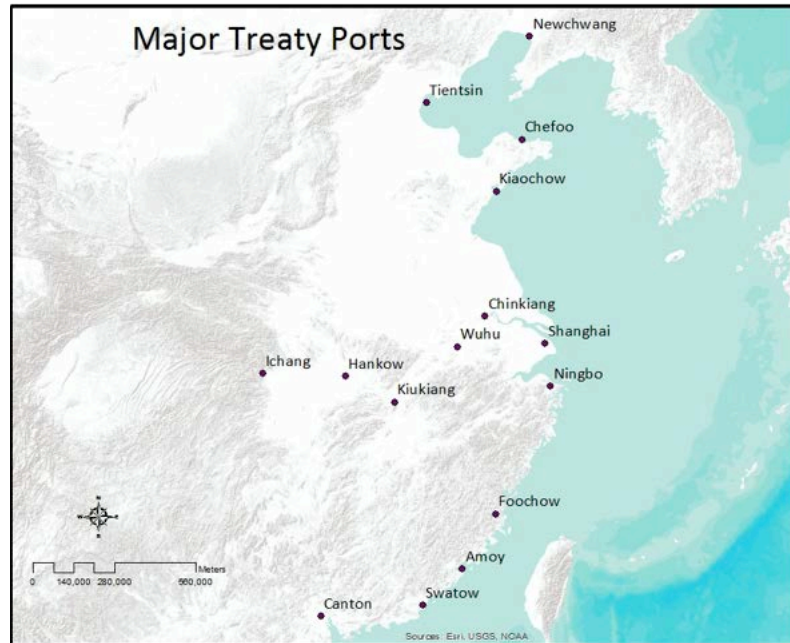 Major Treaty Ports
Newchwang
Tientsin
Chefoo
Kiaochow
Chinkiang
Shanghai
Wuhu
Ichang
Hankow
Ningbo
Kiukiang
Foochow
Amoy
Swatow
Canton
N
W E
S
Meters
0 140,000 280,000 560,000
Sources: Esri, USGS, NOAA